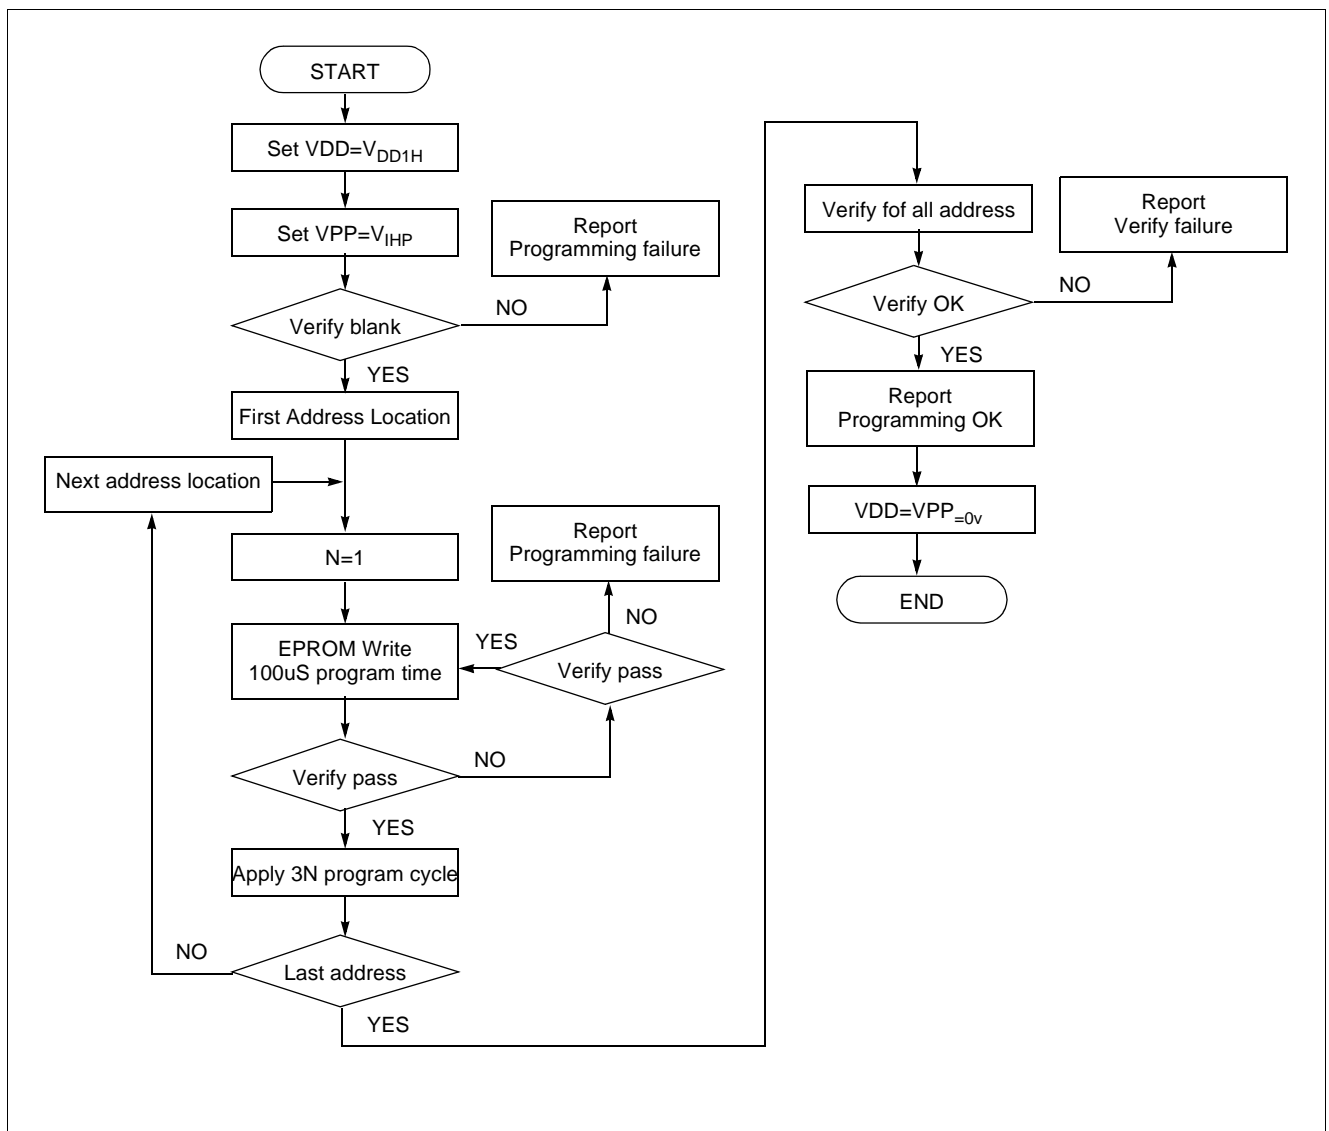 START
Set VDD=VDD1H
Set VPP=VIHP
Report
Programming failure
NO
Verify blank
YES
First Address Location
Next address location
N=1
Report
Programming failure
NO
YES
EPROM Write
100uS program time
Verify pass
NO
Verify pass
YES
Apply 3N program cycle
NO
Last address
YES
Verify fof all address
Report
Verify failure
NO
Verify OK
YES
Report
Programming OK
VDD=VPP=0v
END